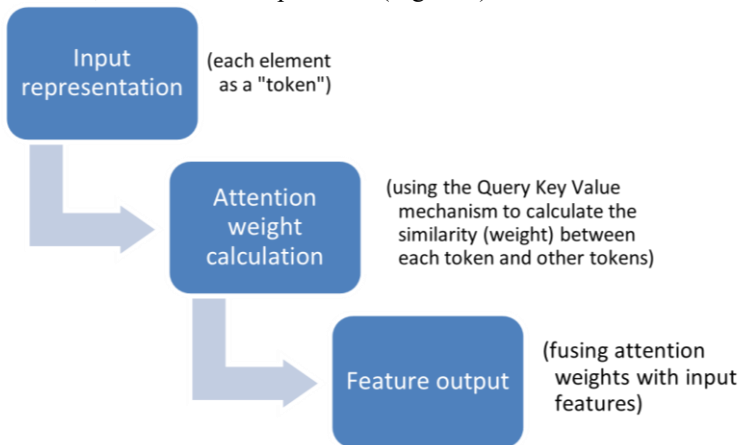 Input
representation
(each element
as a "token")
Attention
weight
calculation
(using the Query Key Value
mechanism to calculate the
similarity (weight) between
each token and other tokens)
Feature output
(fusing attention
weights with input
features)